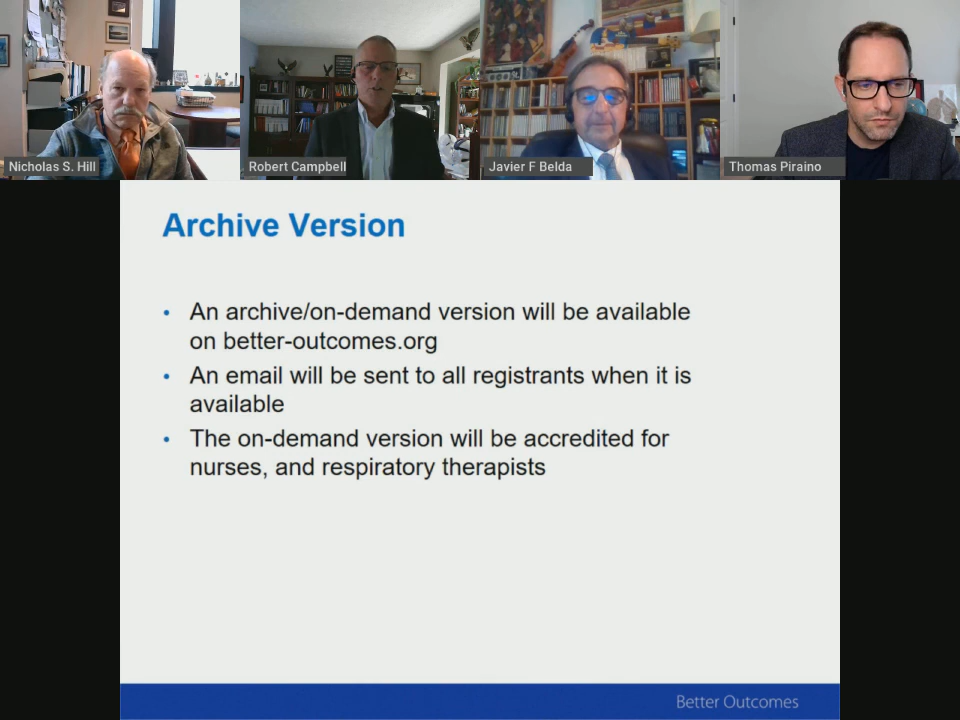 Nicholas S. Hill
Robert Campbell
Javier F Belda
Thomas Piraino
Archive Version
• An archive/on-demand version will be available
on better-outcomes.org
• An email will be sent to all registrants when it is
available
• The on-demand version will be accredited for
nurses, and respiratory therapists
Better Outcomes